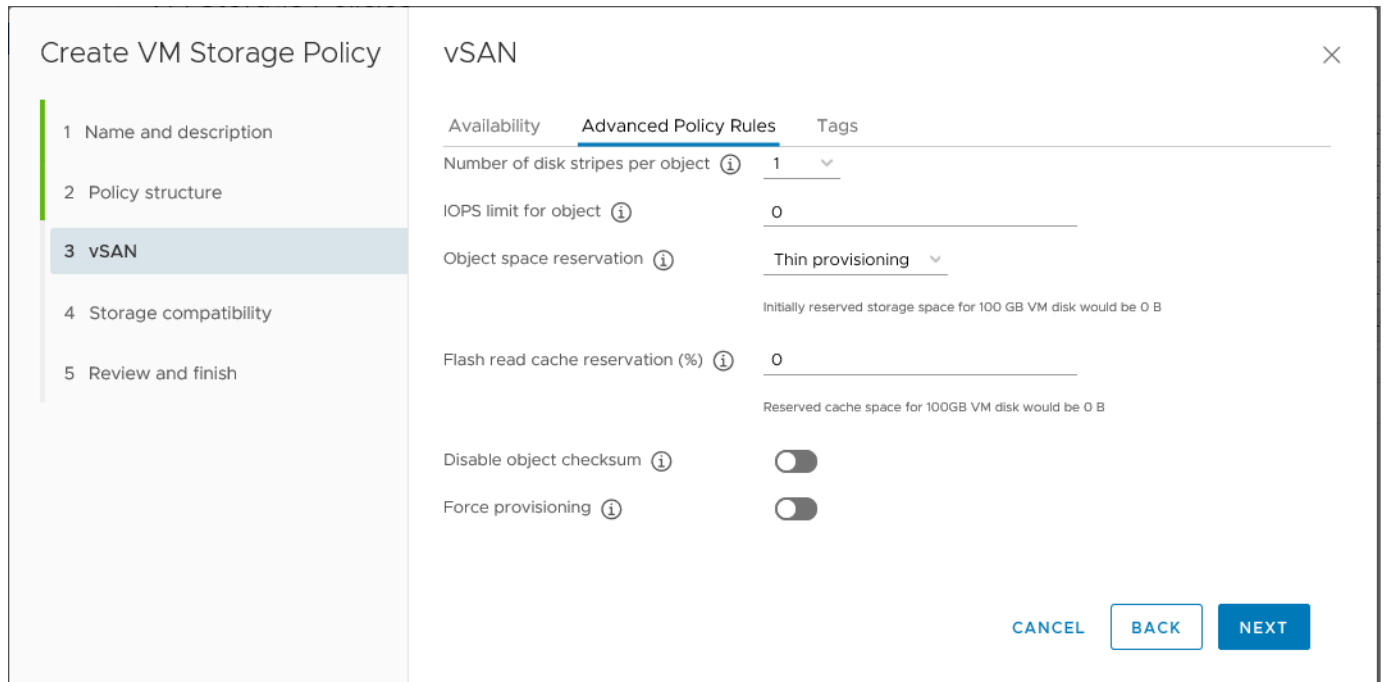 Create VM Storage Policy
1 Name and description
2 Policy structure
3 vSAN
4 Storage compatibility
5 Review and finish
vSAN
Availability Advanced Policy Rules Tags
Number of disk stripes per object 1
IOPS limit for object 0
Object space reservation Thin provisioning
Initially reserved storage space for 100 GB VM disk would be 0 B
Flash read cache reservation (%) 0
Reserved cache space for 100GB VM disk would be 0 B
Disable object checksum
Force provisioning
CANCEL BACK NEXT